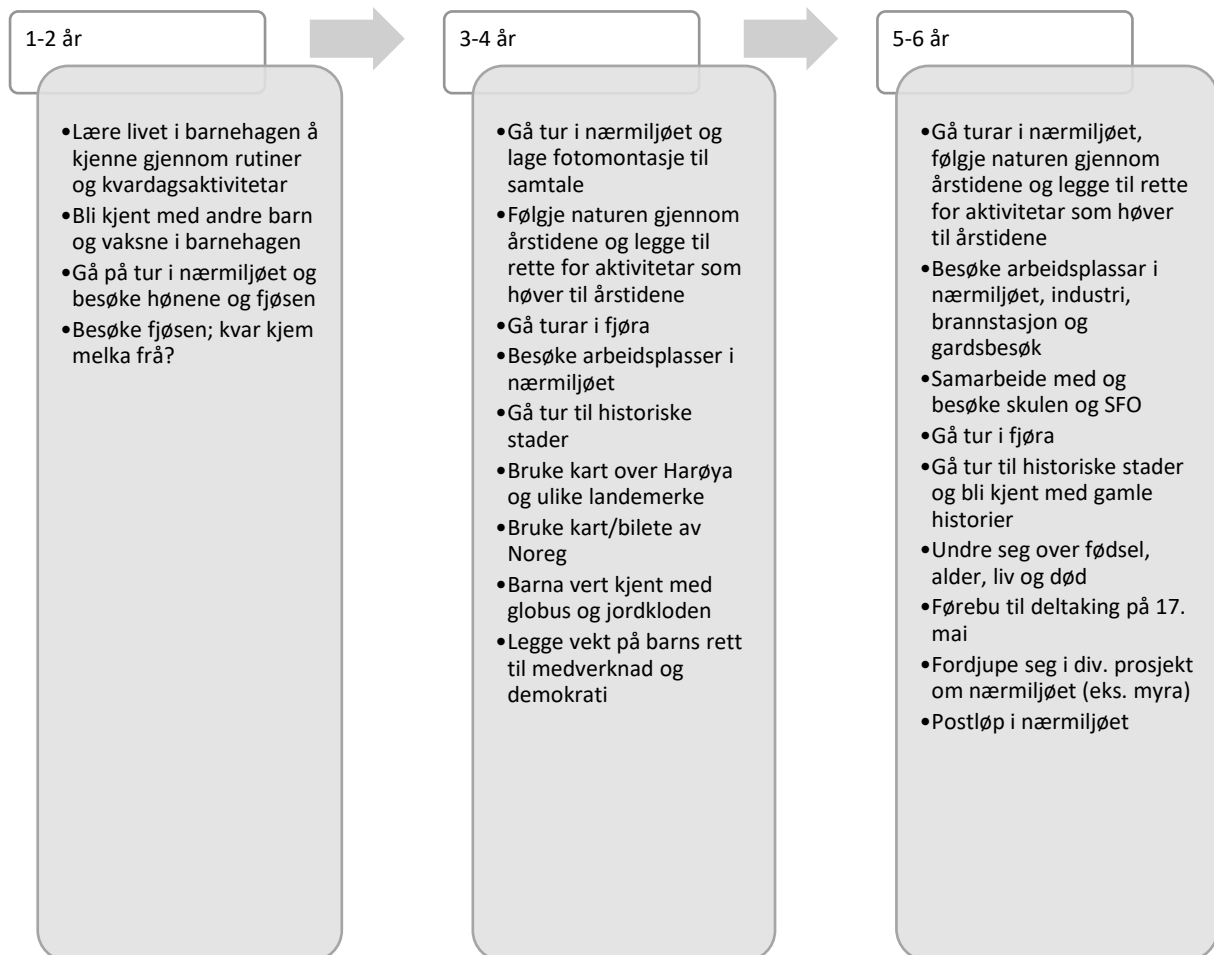 1-2 år
•Lære livet i barnehagen å
kjenne gjennom rutiner
og kvardagsaktivitetar
•Bli kjent med andre barn
og vaksne i barnehagen
•Gå på tur i nærmiljøet og
besøke hønene og fjøsen
•Besøke fjøsen; kvar kjem
melka frå?
3-4 år
•Gå tur i nærmiljøet og
lage fotomontasje til
samtale
•Følgje naturen gjennom
årstidene og legge til
rette for aktivitetar som
høver til årstidene
•Gå turar i fjøra
•Besøke arbeidsplasser i
nærmiljøet
•Gå tur til historiske
stader
•Bruke kart over Harøya
og ulike landemerke
•Bruke kart/bilete av
Noreg
•Barna vert kjent med
globus og jordkloden
•Legge vekt på barns rett
til medverknad og
demokrati
5-6 år
•Gå turar i nærmiljøet,
følgje naturen gjennom
årstidene og legge til rette
for aktivitetar som høver
til årstidene
•Besøke arbeidsplassar i
nærmiljøet, industri,
brannstasjon og
gardsbesøk
•Samarbeide med og
besøke skulen og SFO
•Gå tur i fjøra
•Gå tur til historiske stader
og bli kjent med gamle
historier
•Undre seg over fødsel,
alder, liv og død
•Førebu til deltaking på 17.
mai
•Fordjupe seg i div. prosjekt
om nærmiljøet (eks. myra)
•Postløp i nærmiljøet